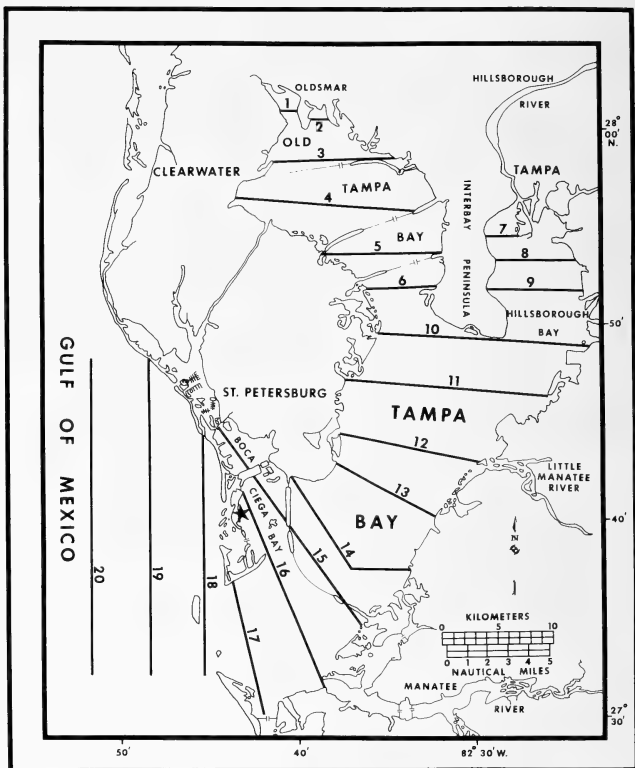 OLDSMAR
HILLSBOROUGH
RIVER
1
2
OLD
28°
00'
N.
3
CLEARWATER
TAMPA
TAMPA
4
INTERBAY
PENINSULA
7
5
BAY
8
6
9
HILLSBOROUGH
BAY
10
50'
GULF OF MEXICO
11
ST. PETERSBURG
TAMPA
BOCA
CIEGA
BAY
12
LITTLE
MANATEE
RIVER
13
BAY
40'
N
14
15
16
17
18
19
20
KILOMETERS
0 5 10
0 1 2 3 4 5
NAUTICAL MILES
MANATEE
RIVER
27°
30'
50'
40'
82° 30' W.